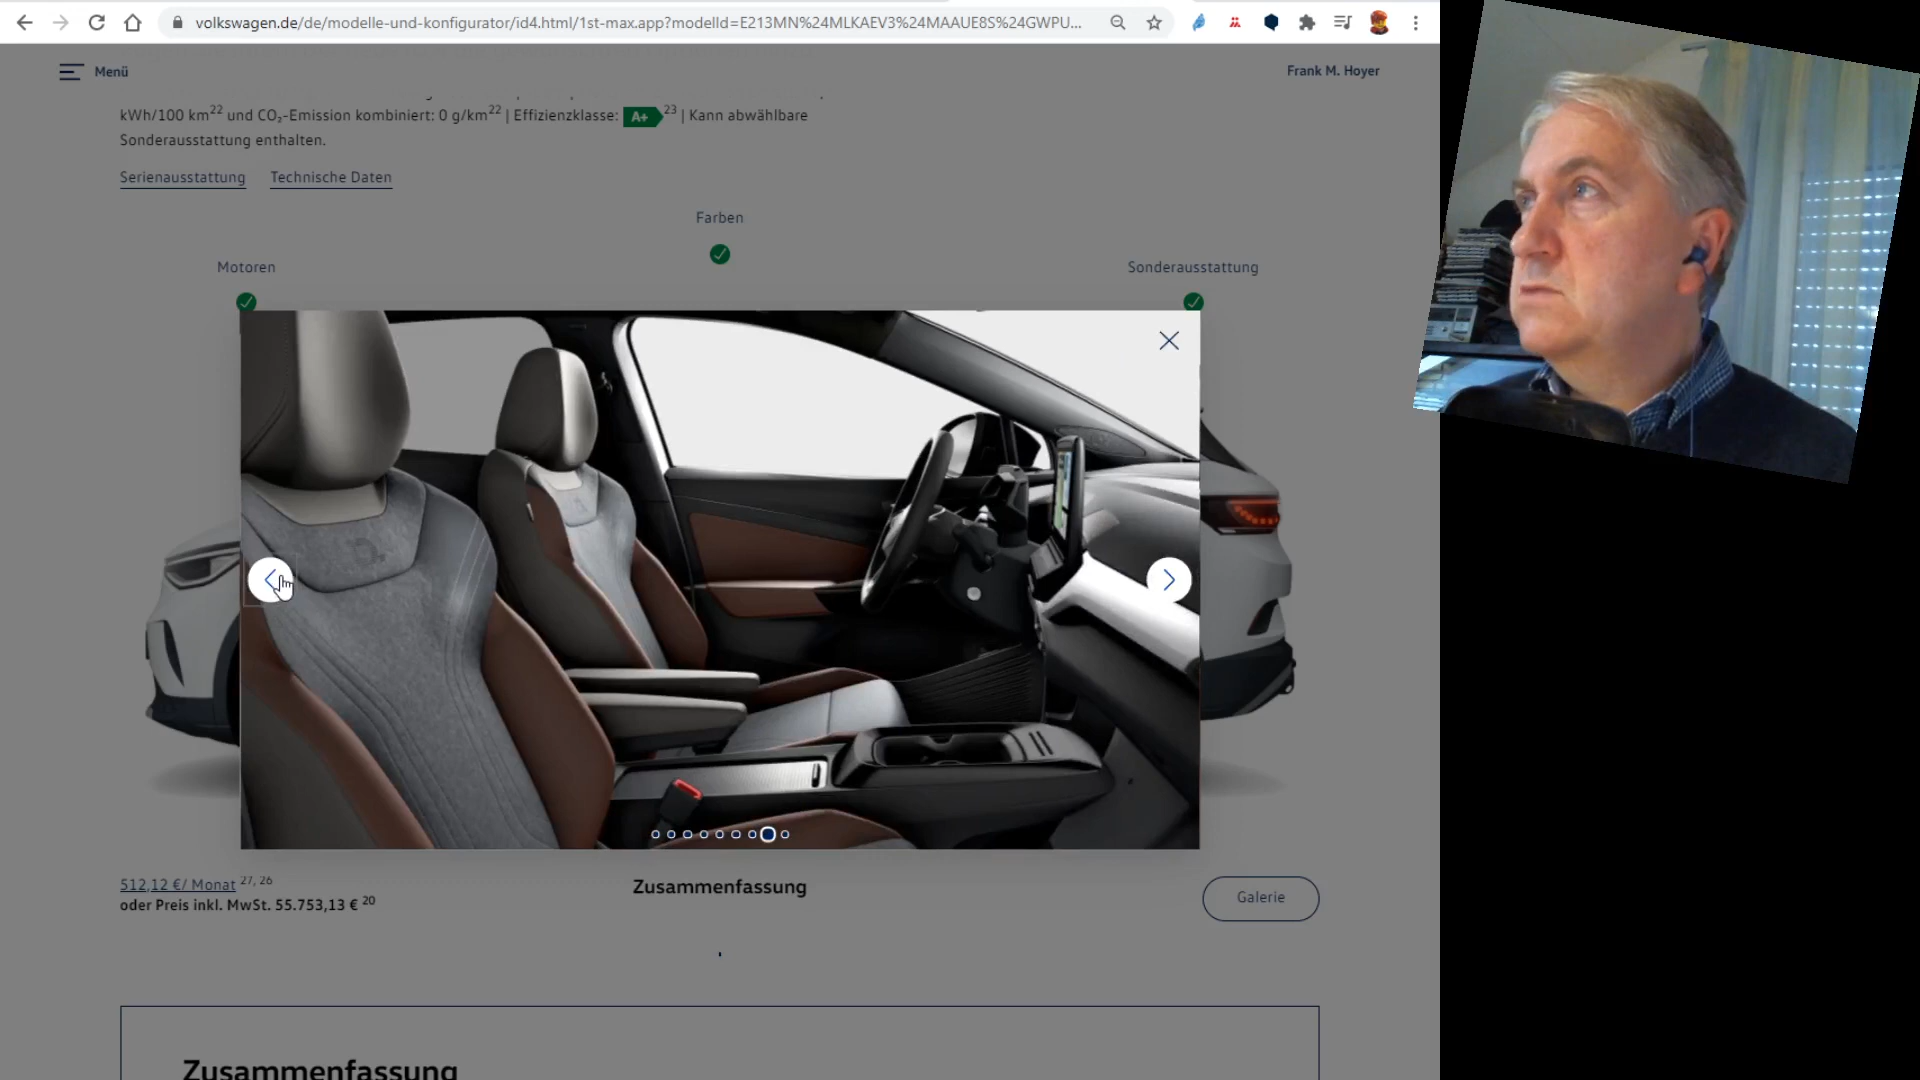 volkswagen.de/de/modelle-und-konfigurator/id4.html/1st-max.app?modelId=E213MN%24MLKAEV3%24MAAUE8S%24GWPU...
Menü
Frank M. Hoyer
kWh/100 km22 und CO₂-Emission kombiniert: 0 g/km22 | Effizienzklasse: A+ 23 | Kann abwählbare
Sonderausstattung enthalten.
Serienausstattung Technische Daten
Farben
Motoren
Sonderausstattung
512,12 €/ Monat 27, 26
oder Preis inkl. MwSt. 55.753,13 € 20
Zusammenfassung
Galerie
Zusammenfassung